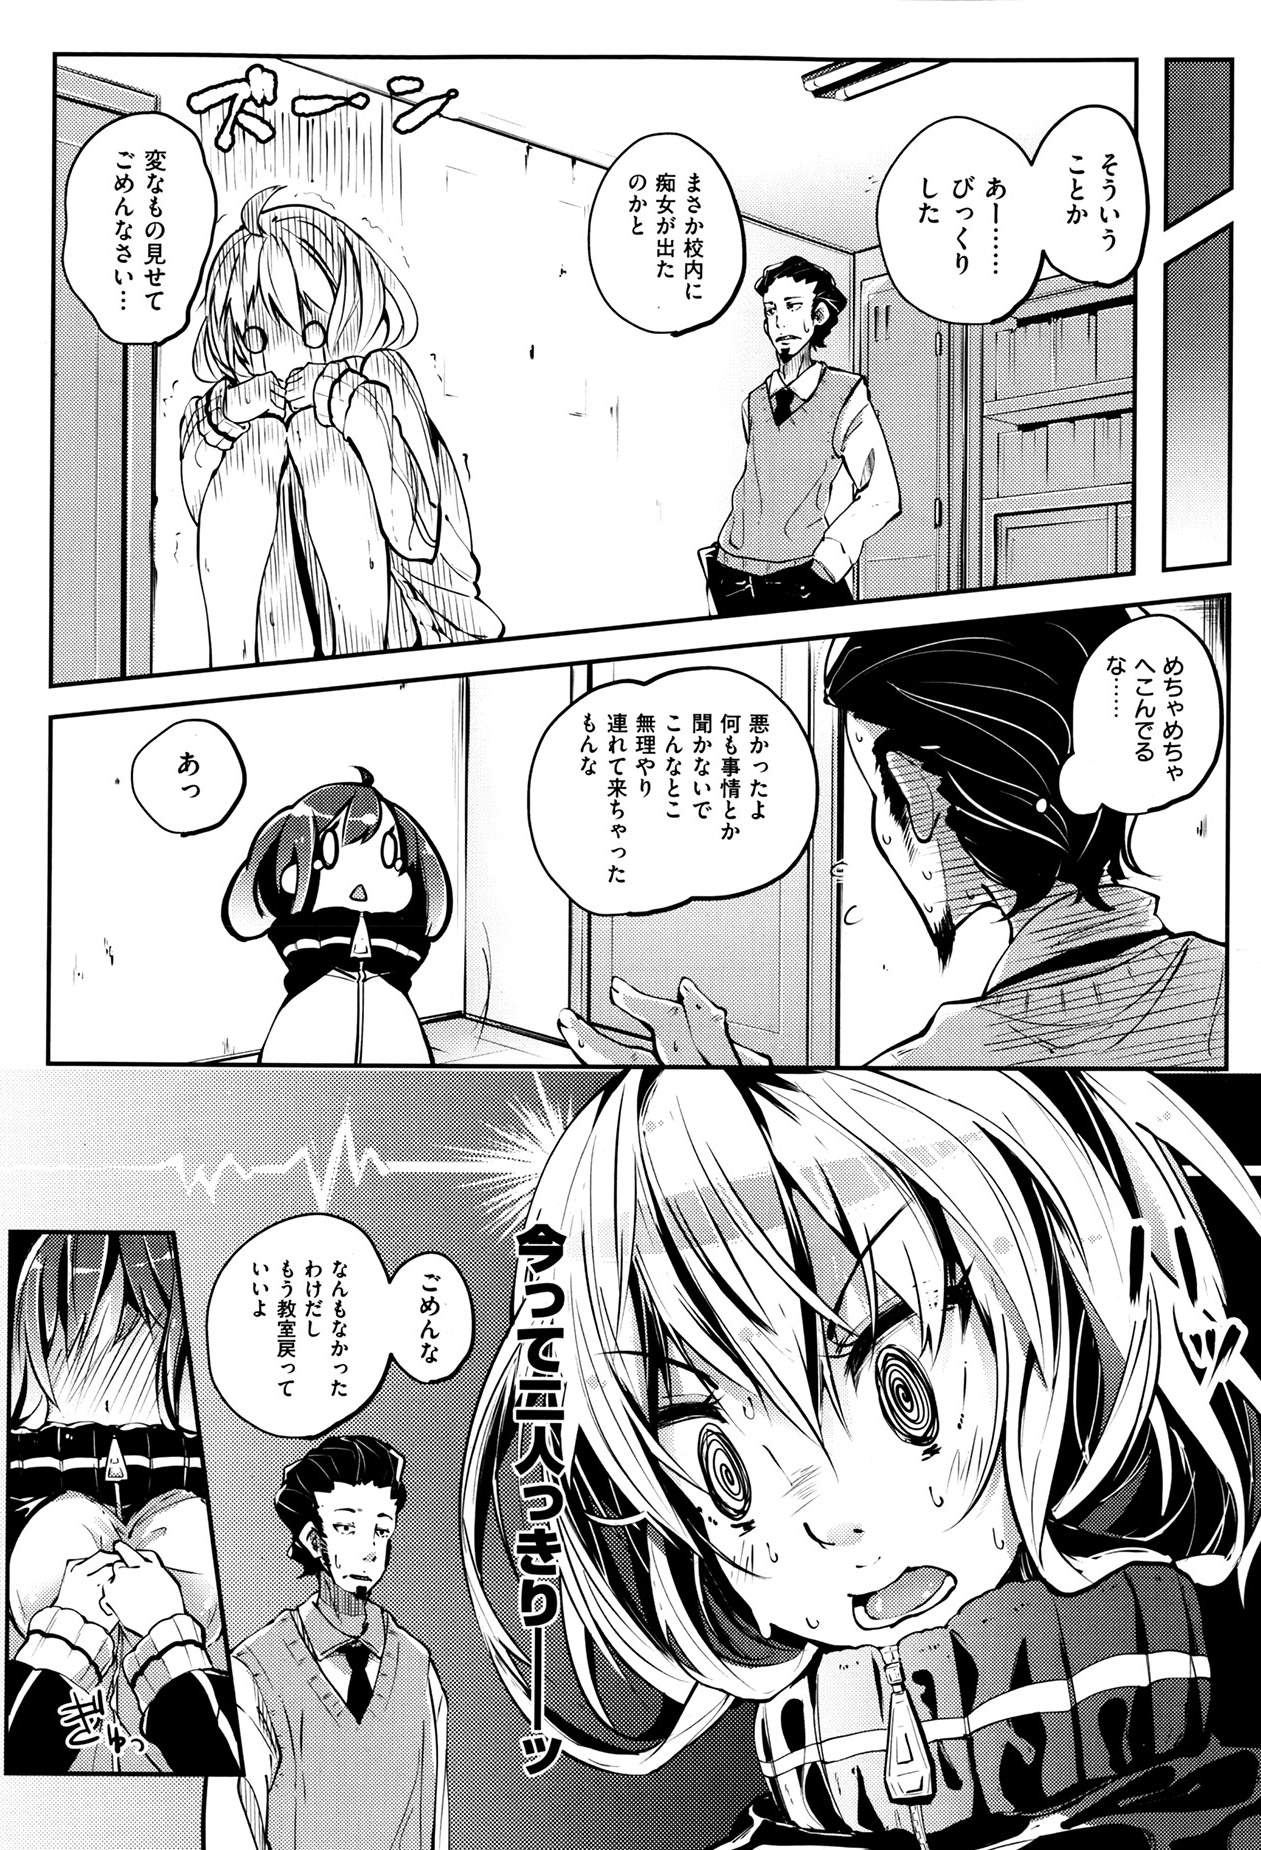 そういう
ことか
あー……
びっくり
した
まさか校内に
痴女が出た
のかと
ズーン
変なもの見せて
ごめんなさい…
めちゃめちゃ
へこんでる
な……
悪かったよ
何も事情とか
聞かないで
こんなとこ
無理やり
連れて来ちゃった
もんな
あっ
今って二人っきりーーッ
ごめんな
なんもなかった
わけだし
もう教室戻って
いいよ
ぎゅっ